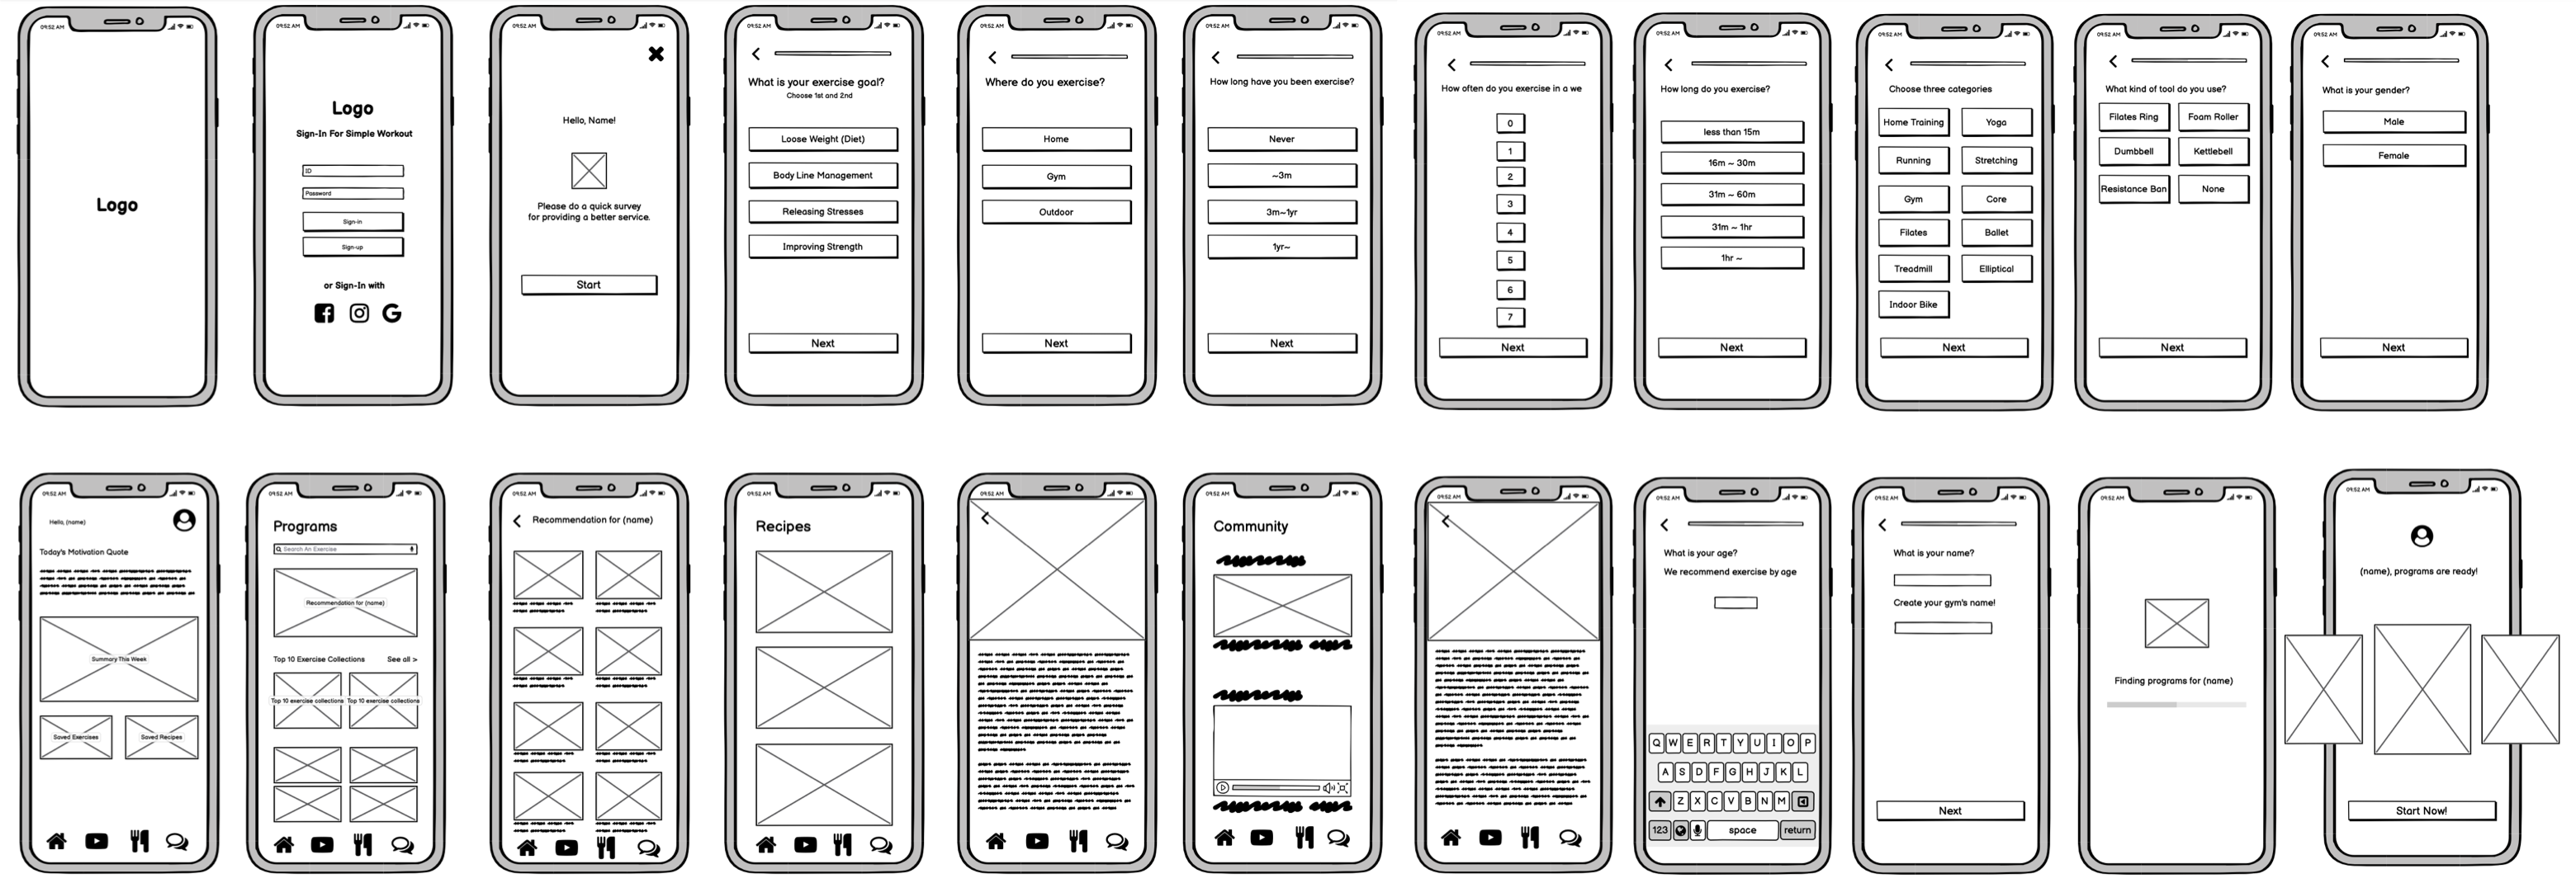 09:52 AM
Logo
09:52 AM
Logo
Sign-In For Simple Workout
ID
Password
Sign-in
Sign-up
or Sign-In with
09:52 AM
Hello, Name!
Please do a quick survey
for providing a better service.
Start
09:52 AM
What is your exercise goal?
Choose 1st and 2nd
Loose Weight (Diet)
Body Line Management
Releasing Stresses
Improving Strength
Next
09:52 AM
Where do you exercise?
Home
Gym
Outdoor
Next
09:52 AM
How long have you been exercise?
Never
~3m
3m~1yr
1yr~
Next
09:52 AM
How often do you exercise in a we
0
1
2
3
4
5
6
7
Next
09:52 AM
How long do you exercise?
less than 15m
16m ~ 30m
31m ~ 60m
31m ~ 1hr
1hr ~
Next
09:52 AM
Choose three categories
Home Training Yoga
Running Stretching
Gym Core
Filates Ballet
Treadmill Elliptical
Indoor Bike
Next
09:52 AM
What kind of tool do you use?
Filates Ring Foam Roller
Dumbbell Kettlebell
Resistance Ban None
Next
09:52 AM
What is your gender?
Male
Female
Next
09:52 AM
Hello, (name)
Today's Motivation Quote
Summary This Week
Saved Exercises Saved Recipes
09:52 AM
Programs
Search An Exercise
Recommendation for (name)
Top 10 Exercise Collections See all >
Top 10 exercise collections Top 10 exercise collections
09:52 AM
Recommendation for (name)
09:52 AM
Recipes
09:52 AM
09:52 AM
Community
09:52 AM
09:52 AM
What is your age?
We recommend exercise by age
Q W E R T Y U I O P
A S D F G H J K L
Z X C V B N M
123 space return
09:52 AM
What is your name?
Create your gym's name!
Next
09:52 AM
Finding programs for (name)
09:52 AM
(name), programs are ready!
Start Now!